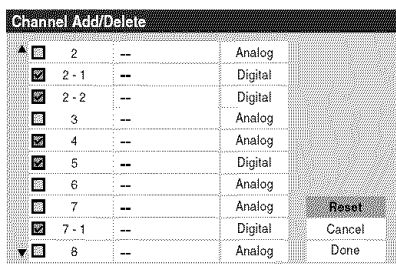 Channel Add/Delete
2 -- Analog
2 - 1 -- Digital
2 - 2 -- Digital
3 -- Analog
4 -- Analog
5 -- Digital
6 -- Analog
7 -- Analog
7 - 1 -- Digital
8 -- Analog
Reset
Cancel
Done